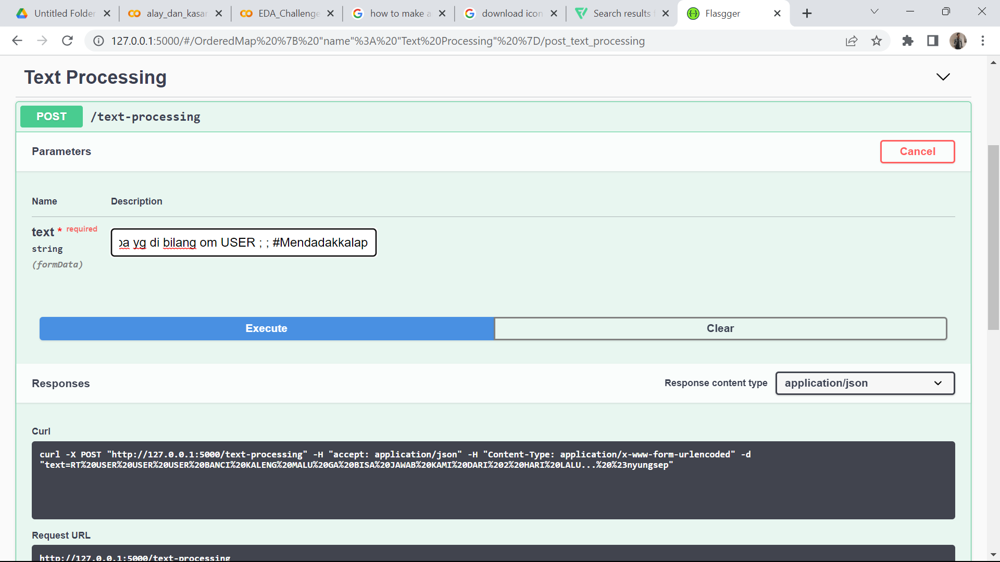 Untitled Folder
alay_dan_kasar
EDA_Challenge
how to make a
download icon
Search results
Flasgger
127.0.0.1:5000/#/OrderedMap%20%7B%20"name"%3A%20"Text%20Processing"%20%7D/post_text_processing
Text Processing
POST /text-processing
Parameters
Cancel
Name Description
text * required
string
(formData)
yg di bilang om USER ; ; #Mendadakkalap
Execute
Clear
Responses
Response content type application/json
Curl
curl -X POST "http://127.0.0.1:5000/text-processing" -H "accept: application/json" -H "Content-Type: application/x-www-form-urlencoded" -d
"text=RT%20USER%20USER%20USER%20BANCI%20KALENG%20MALU%20GA%20BISA%20JAWAB%20KAMI%20DARI%202%20HARI%20LALU...%20%23nyungsep"
Request URL
http://127.0.0.1:5000/text-processing